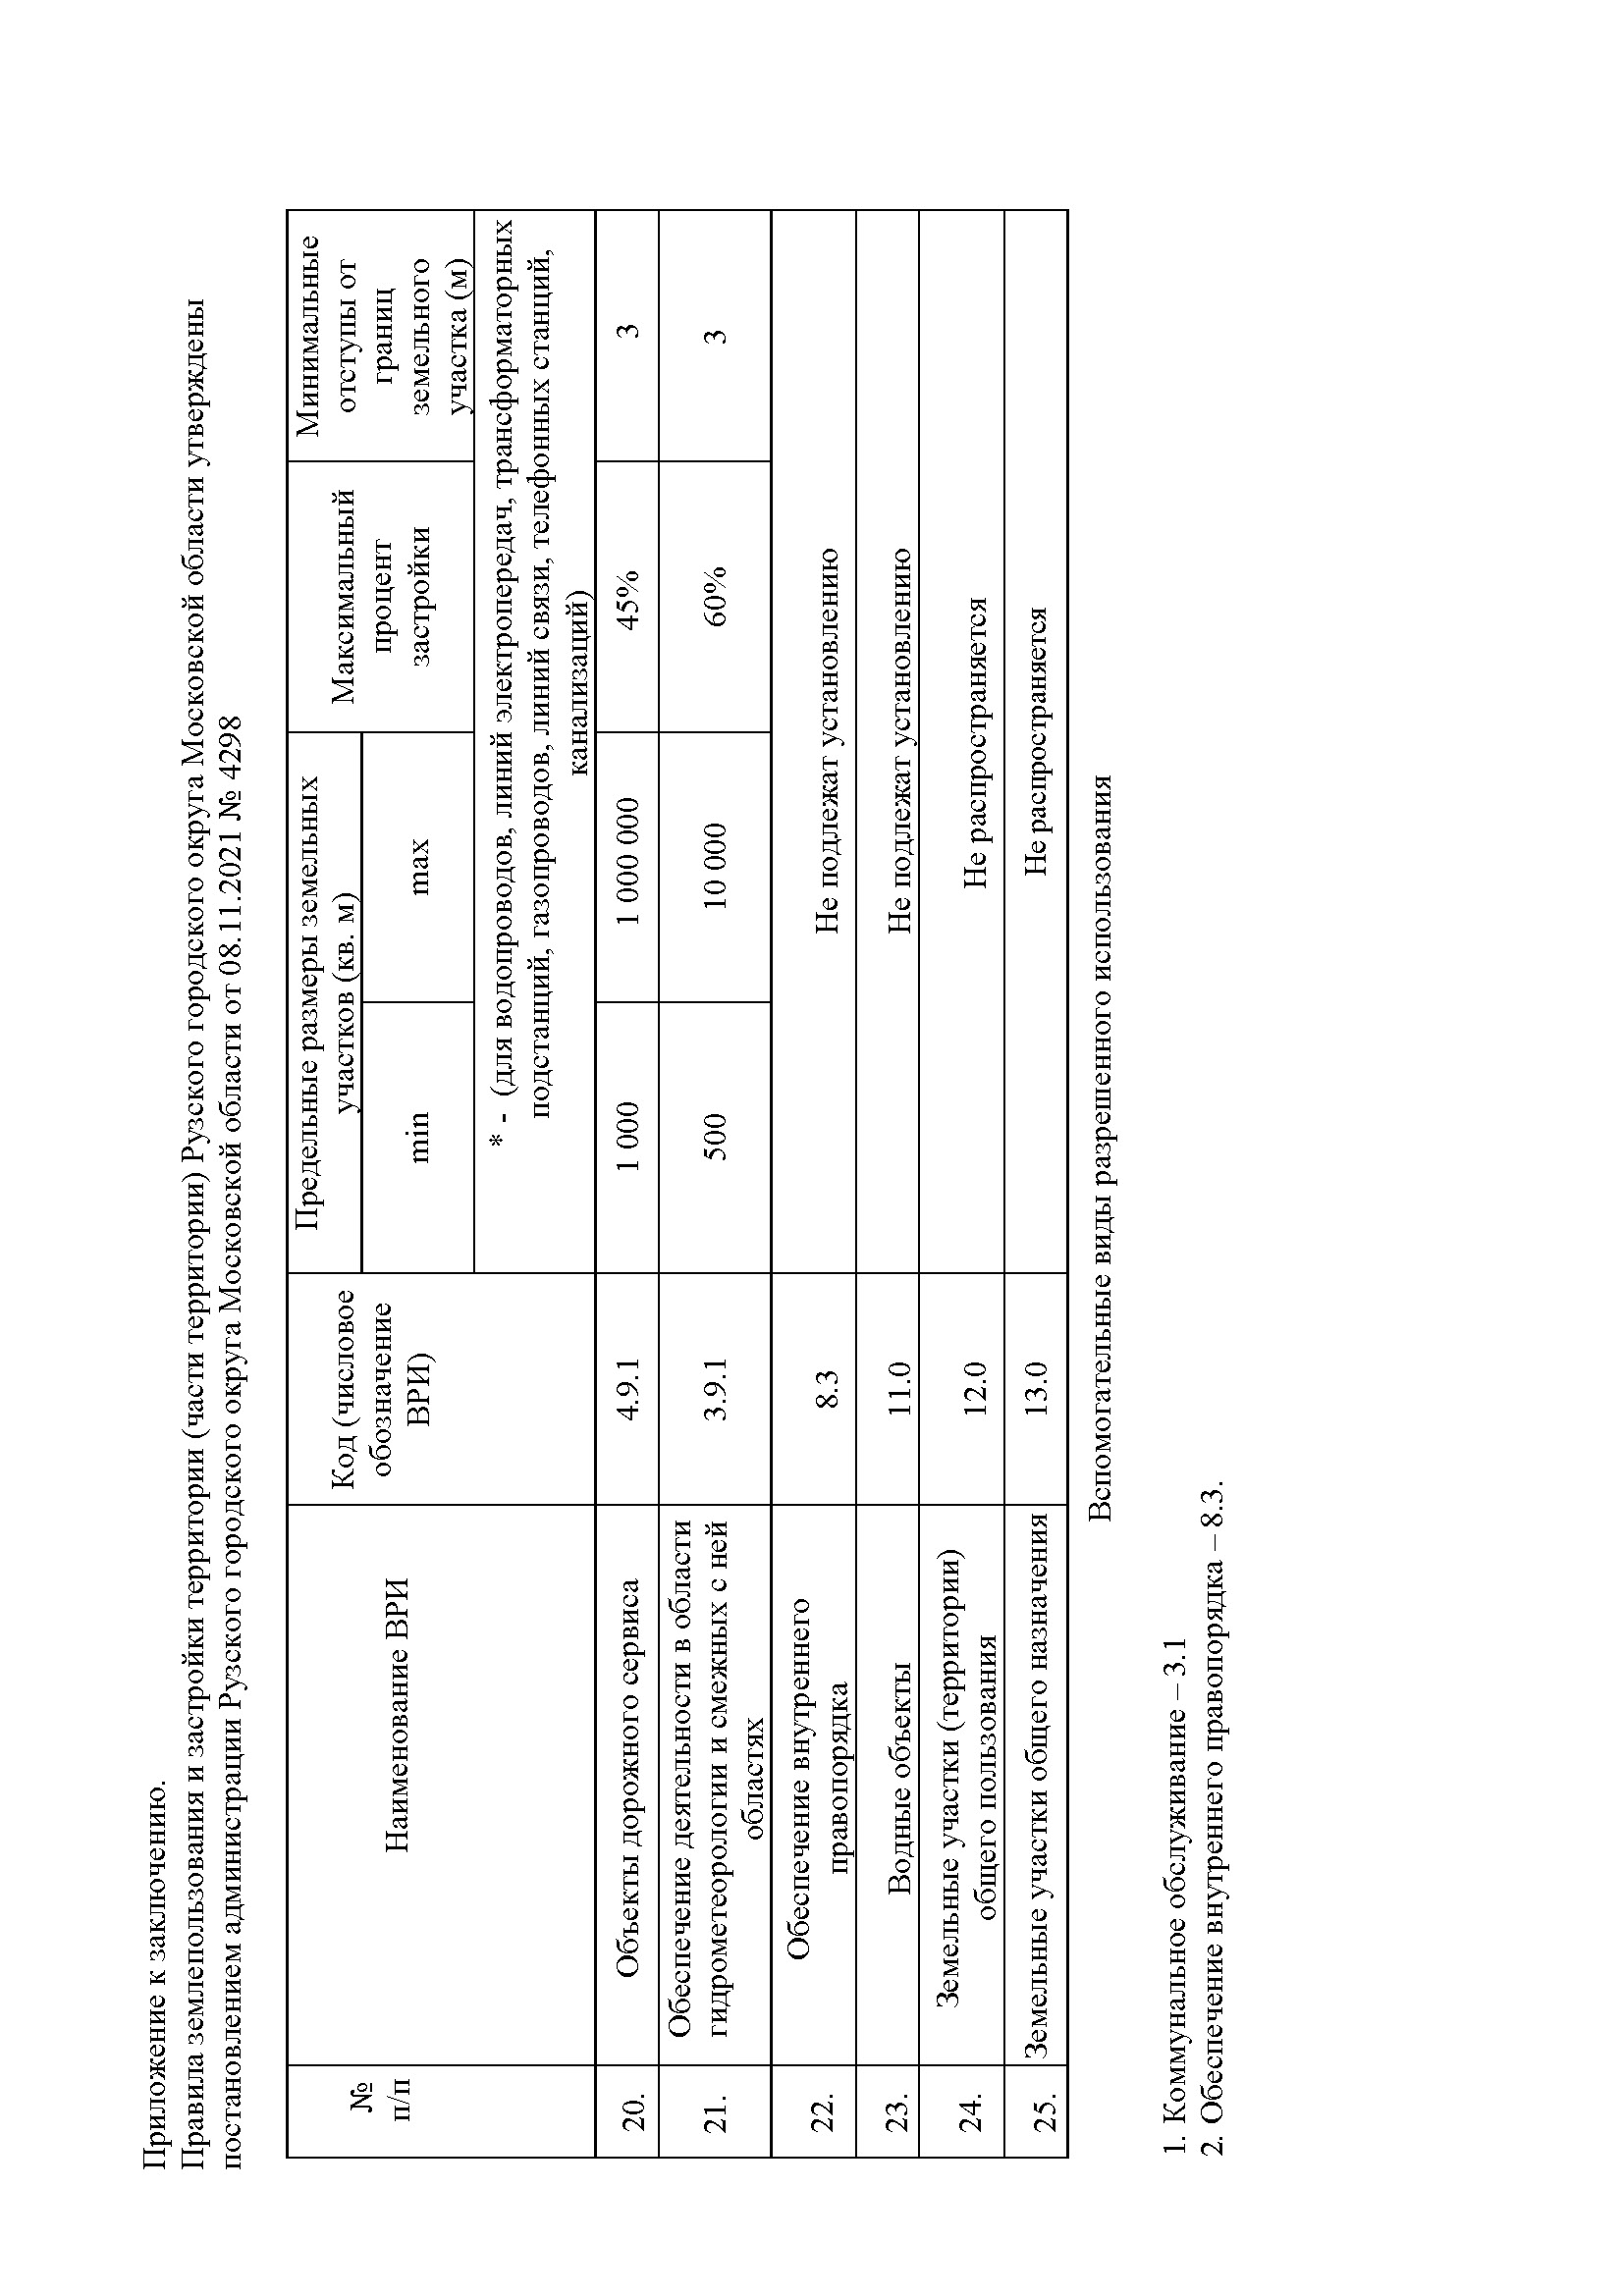 Приложение к заключению.
Правила землепользования и застройки территории (части территории) Рузского городского округа Московской области утверждены
постановлением администрации Рузского городского округа Московской области от 08.11.2021 № 4298
№
п/п
Наименование ВРИ
Код (числовое
обозначение
ВРИ)
Предельные размеры земельных
участков (кв. м)
min
max
Максимальный
процент
застройки
Минимальные
отступы от
границ
земельного
участка (м)
* - (для водопроводов, линий электропередач, трансформаторных
подстанций, газопроводов, линий связи, телефонных станций,
канализаций)
20. Объекты дорожного сервиса 4.9.1 1 000 1 000 000 45% 3
21. Обеспечение деятельности в области
гидрометеорологии и смежных с ней
областях
3.9.1 500 10 000 60% 3
22. Обеспечение внутреннего
правопорядка
8.3 Не подлежат установлению
23. Водные объекты 11.0 Не подлежат установлению
24. Земельные участки (территории)
общего пользования
12.0 Не распространяется
25. Земельные участки общего назначения 13.0 Не распространяется
Вспомогательные виды разрешенного использования
1. Коммунальное обслуживание – 3.1
2. Обеспечение внутреннего правопорядка – 8.3.